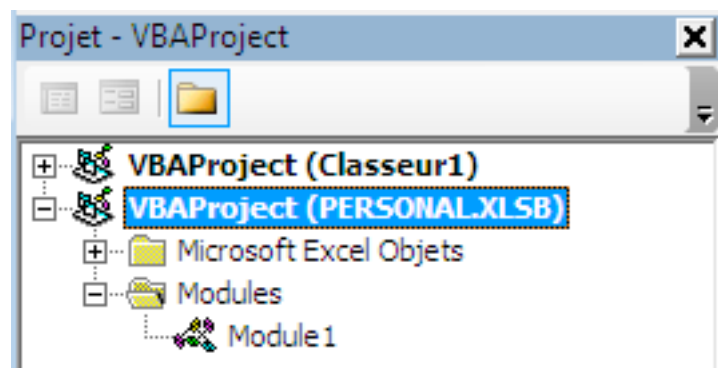 Projet - VBAProject
VBAProject (Classeur1)
VBAProject (PERSONAL.XLSB)
Microsoft Excel Objets
Modules
Module1